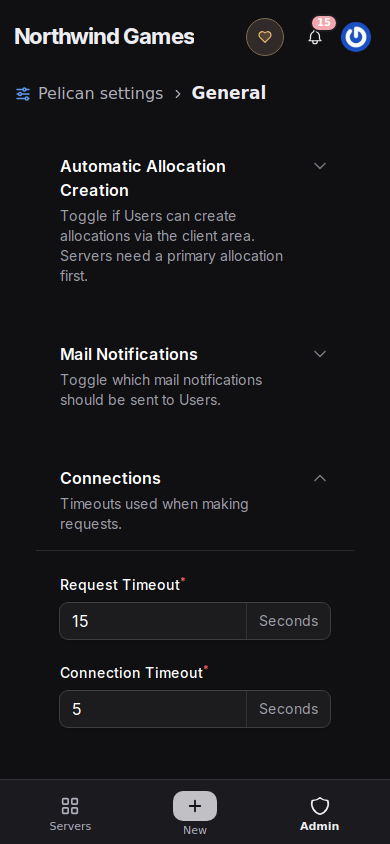 Northwind Games
15
Pelican settings › General
Automatic Allocation
Creation
Toggle if Users can create
allocations via the client area.
Servers need a primary allocation
first.
Mail Notifications
Toggle which mail notifications
should be sent to Users.
Connections
Timeouts used when making
requests.
Request Timeout*
15 Seconds
Connection Timeout*
5 Seconds
Servers New Admin